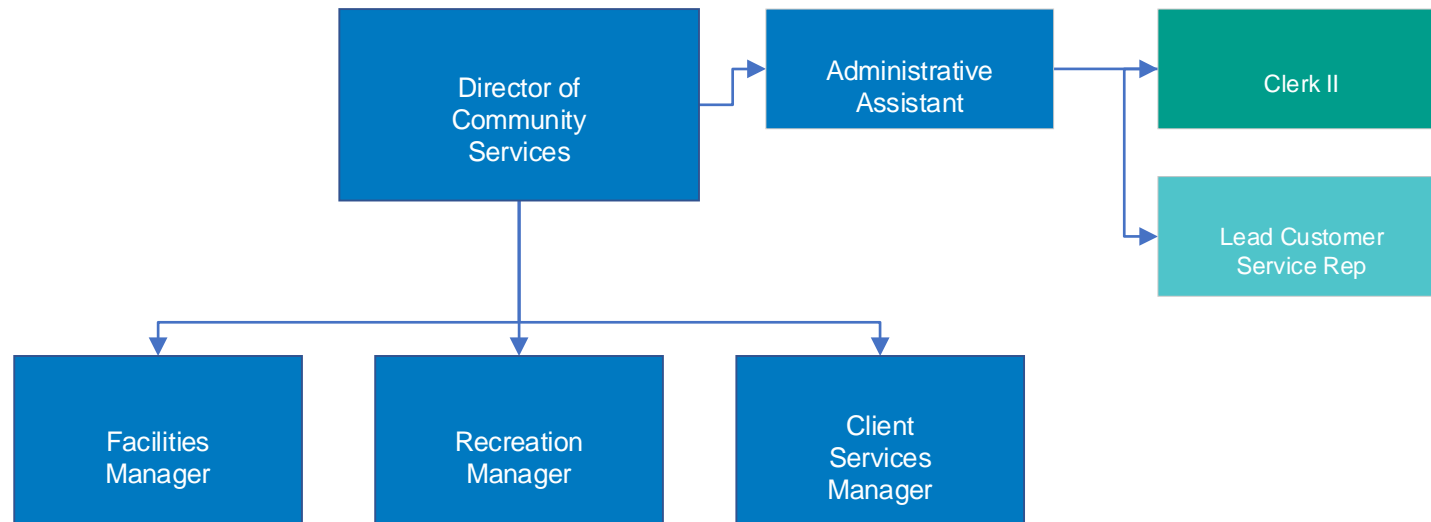 Director of
Community
Services
Administrative
Assistant
Clerk II
Lead Customer
Service Rep
Facilities
Manager
Recreation
Manager
Client
Services
Manager